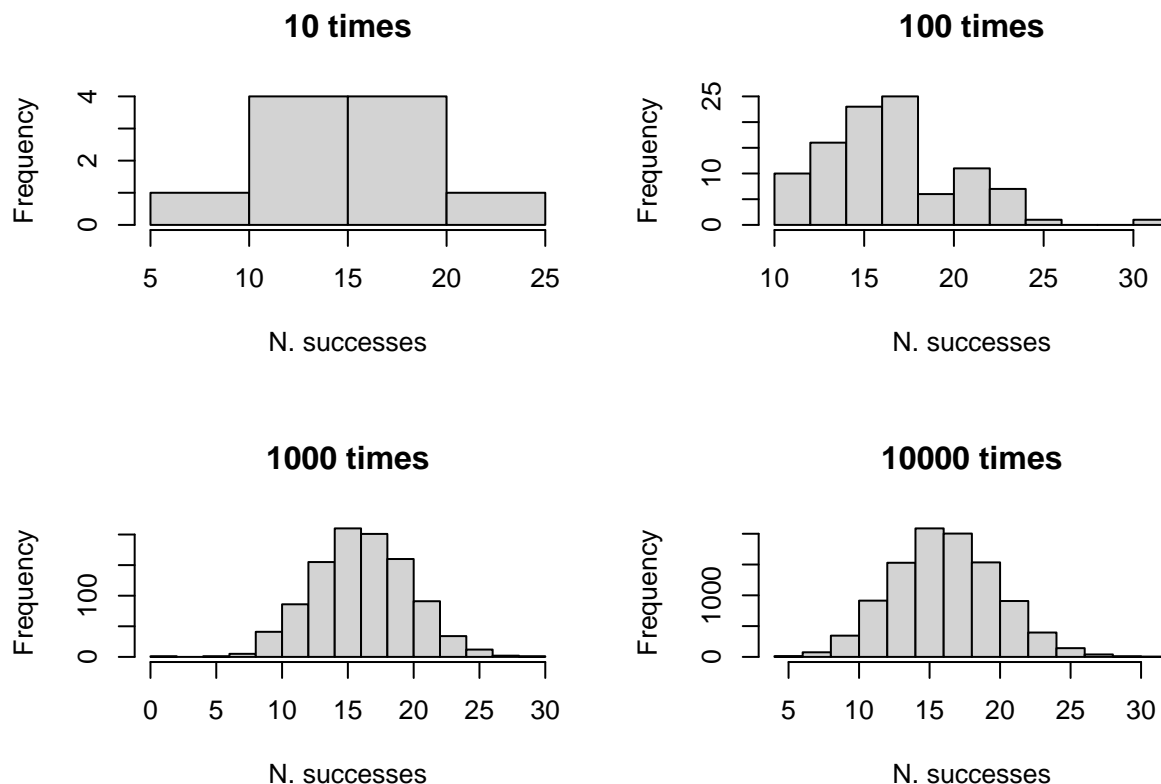 10 times
Frequency
0 2 4
5 10 15 20 25
N. successes
100 times
Frequency
0 10 25
10 15 20 25 30
N. successes
1000 times
Frequency
0 100
0 5 10 15 20 25 30
N. successes
10000 times
Frequency
0 1000
5 10 15 20 25 30
N. successes